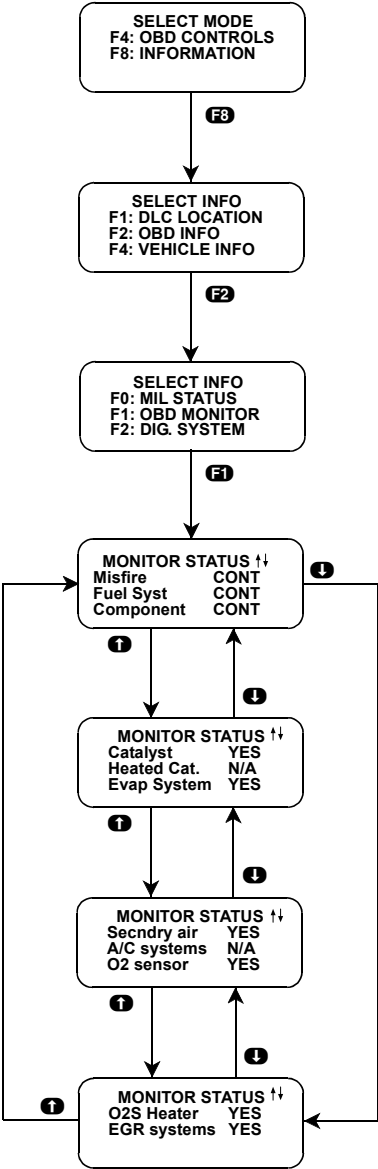 SELECT MODE
F4: OBD CONTROLS
F8: INFORMATION
F8
SELECT INFO
F1: DLC LOCATION
F2: OBD INFO
F4: VEHICLE INFO
F2
SELECT INFO
F0: MIL STATUS
F1: OBD MONITOR
F2: DIG. SYSTEM
F1
MONITOR STATUS ↑↓
Misfire CONT
Fuel Syst CONT
Component CONT
⬇
⬆
⬇
MONITOR STATUS ↑↓
Catalyst YES
Heated Cat. N/A
Evap System YES
⬆
⬇
MONITOR STATUS ↑↓
Secndry air YES
A/C systems N/A
O2 sensor YES
⬆
⬇
⬆
MONITOR STATUS ↑↓
O2S Heater YES
EGR systems YES